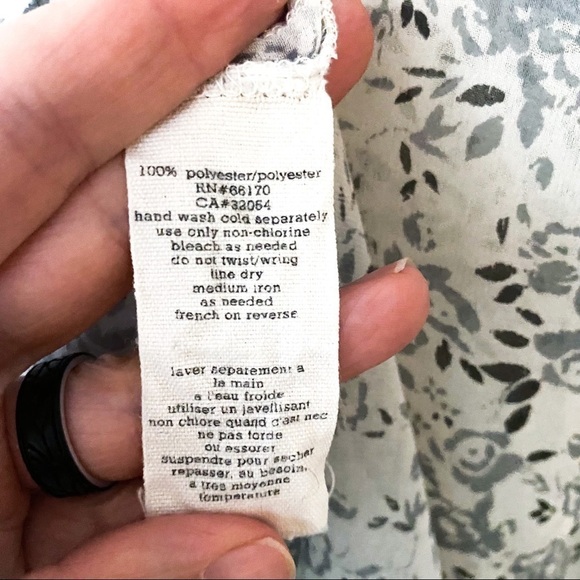 100% polyester/polyester
RN#66170
CA#32054
hand wash cold separately
use only non-chlorine
bleach as needed
do not twist/wring
line dry
medium iron
as needed
french on reverse
laver separement a
la main
a l'eau froide
utiliser un javellisant
non chlore quand c'est nec
ne pas torde
ou essorer
suspendre pour secher
repasser, au besoin,
a tres moyenne
temperature